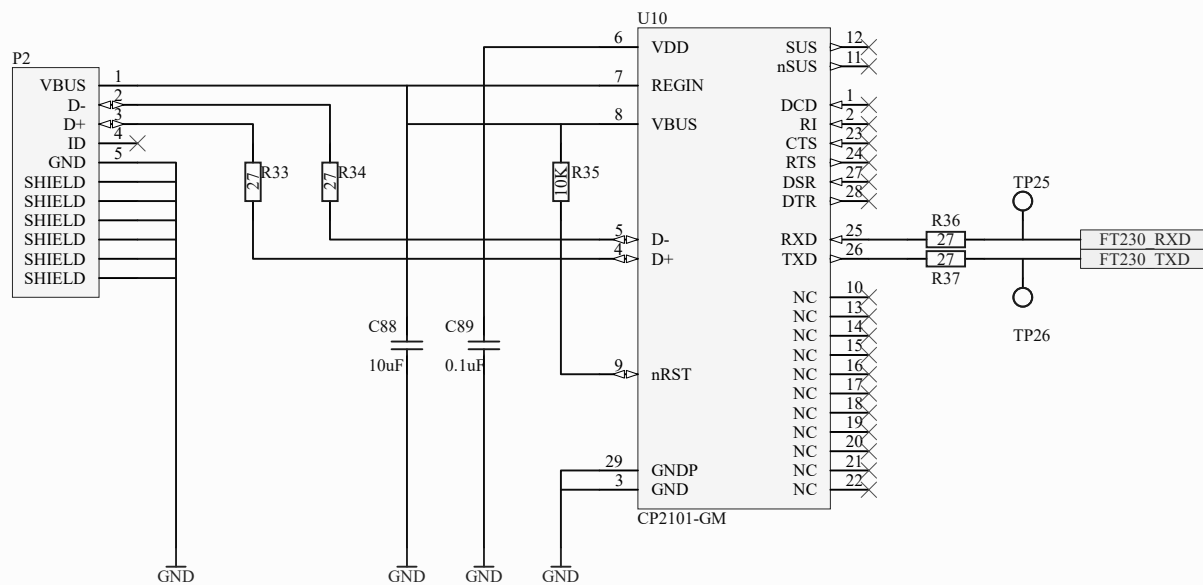 U10
P2
VBUS 1
D- 2
D+ 3
ID 4
GND 5
SHIELD
SHIELD
SHIELD
SHIELD
SHIELD
SHIELD
6 VDD
7 REGIN
8 VBUS
5 D-
4 D+
9 nRST
29 GNDP
3 GND
SUS 12
nSUS 11
DCD 1
RI 2
CTS 23
RTS 24
DSR 27
DTR 28
RXD 25
TXD 26
NC 10
NC 13
NC 14
NC 15
NC 16
NC 17
NC 18
NC 19
NC 20
NC 21
NC 22
CP2101-GM
27 R33
27 R34
10K R35
C88
10uF
C89
0.1uF
TP25
R36
27
FT230_RXD
27
FT230_TXD
R37
TP26
GND
GND
GND
GND